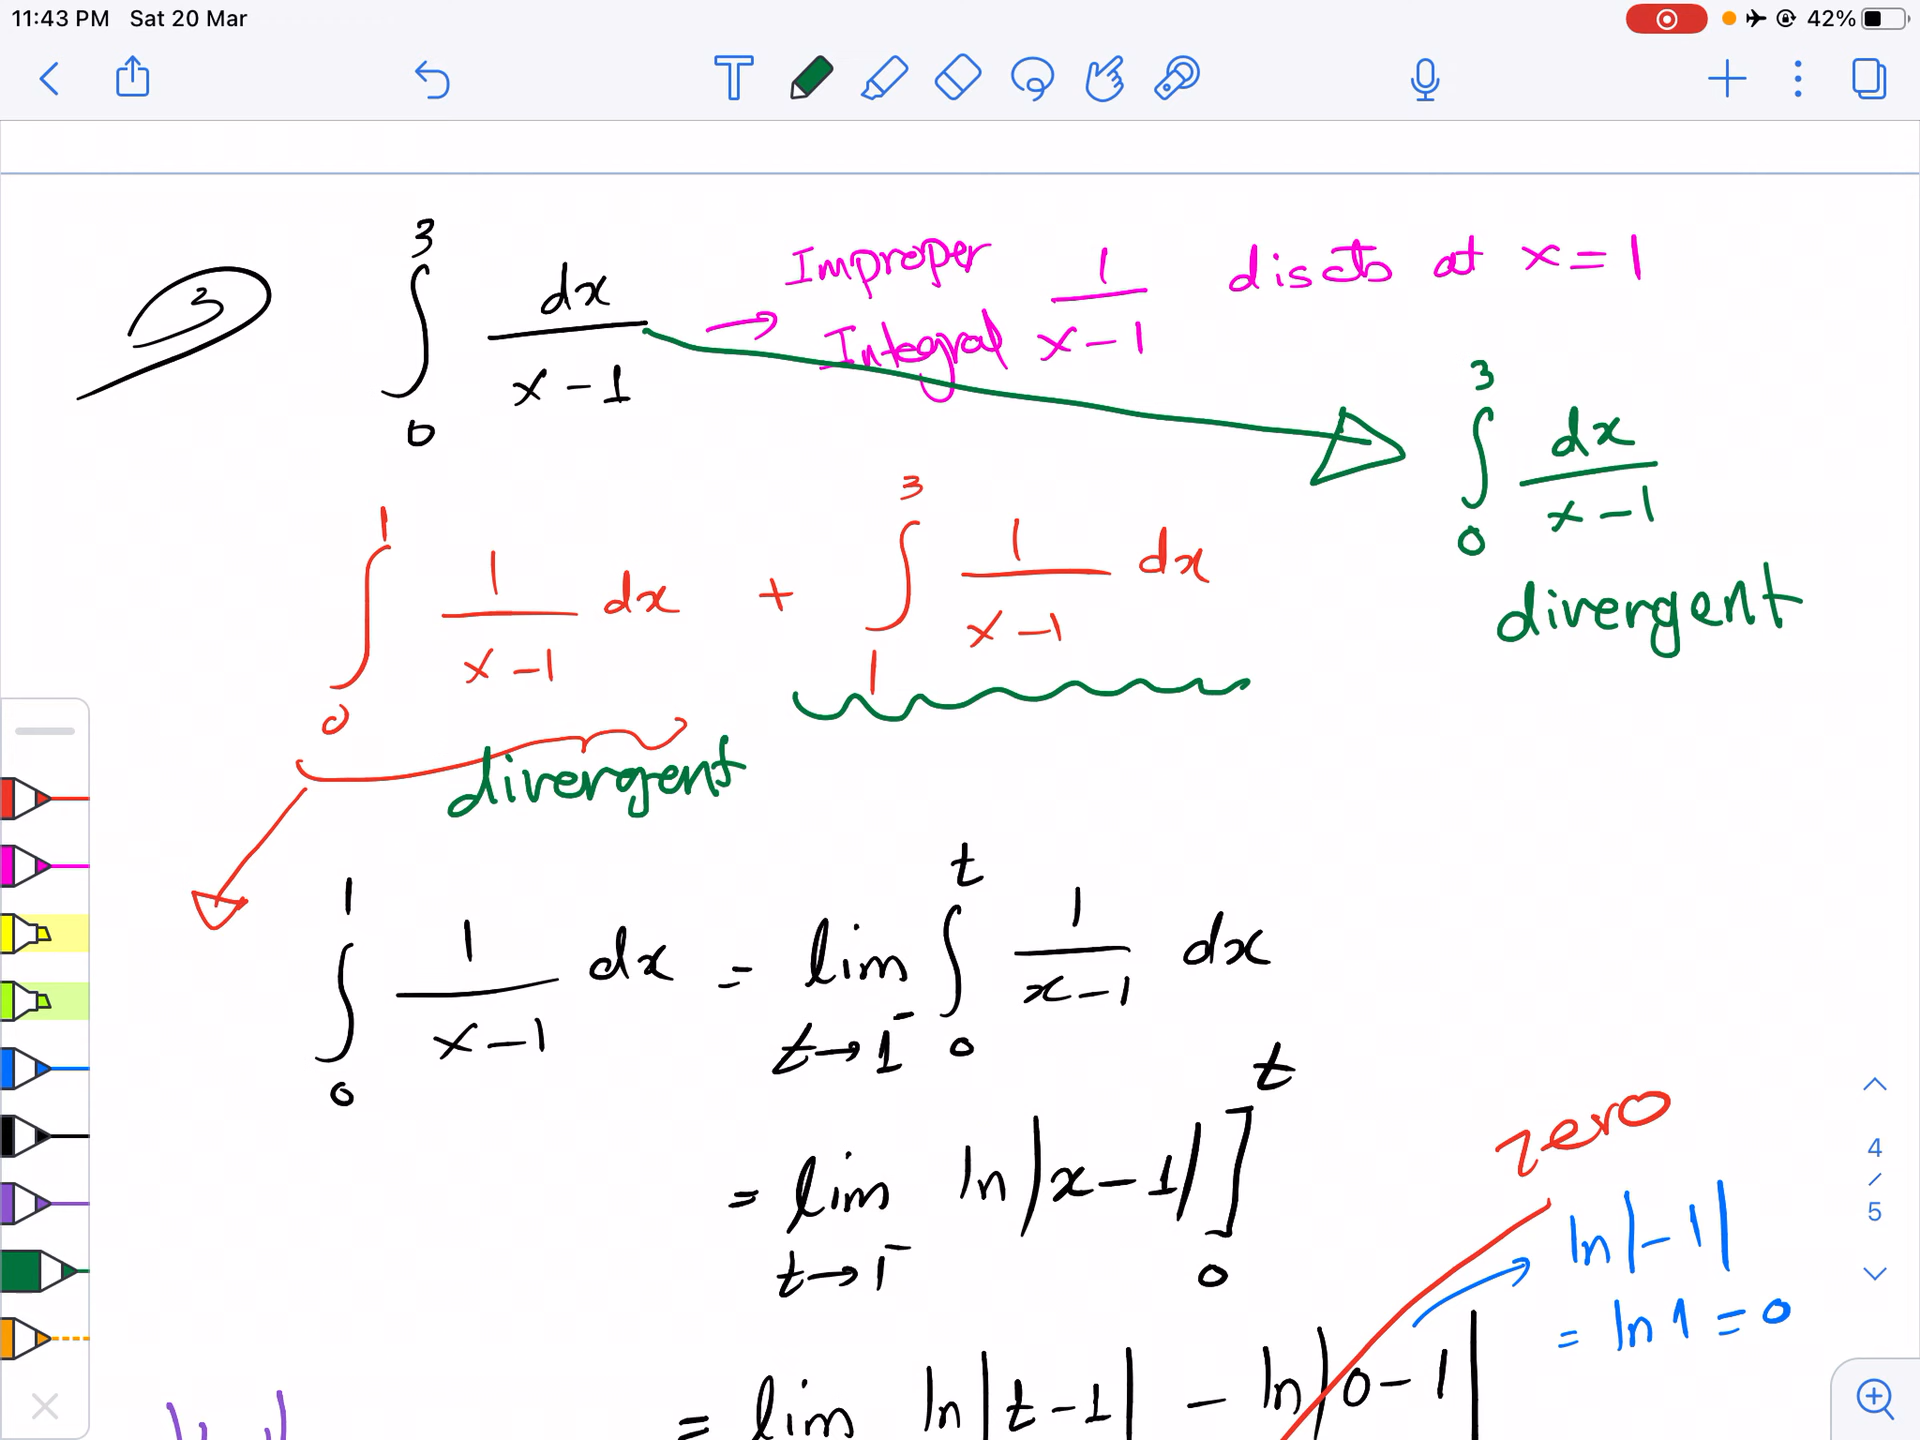 11:43 PM Sat 20 Mar 42%
3
∫₀³ dx/(x-1) → Improper Integral 1/(x-1) discts at x=1
∫₀³ dx/(x-1)
divergent
∫₀¹ 1/(x-1) dx + ∫₁³ 1/(x-1) dx
divergent
∫₀¹ 1/(x-1) dx = lim t→1⁻ ∫₀ᵗ 1/(x-1) dx
= lim t→1⁻ ln|x-1|]₀ᵗ
zero
ln|-1|
= ln 1 = 0
= lim ln|t-1| - ln|0-1|
4
/
5